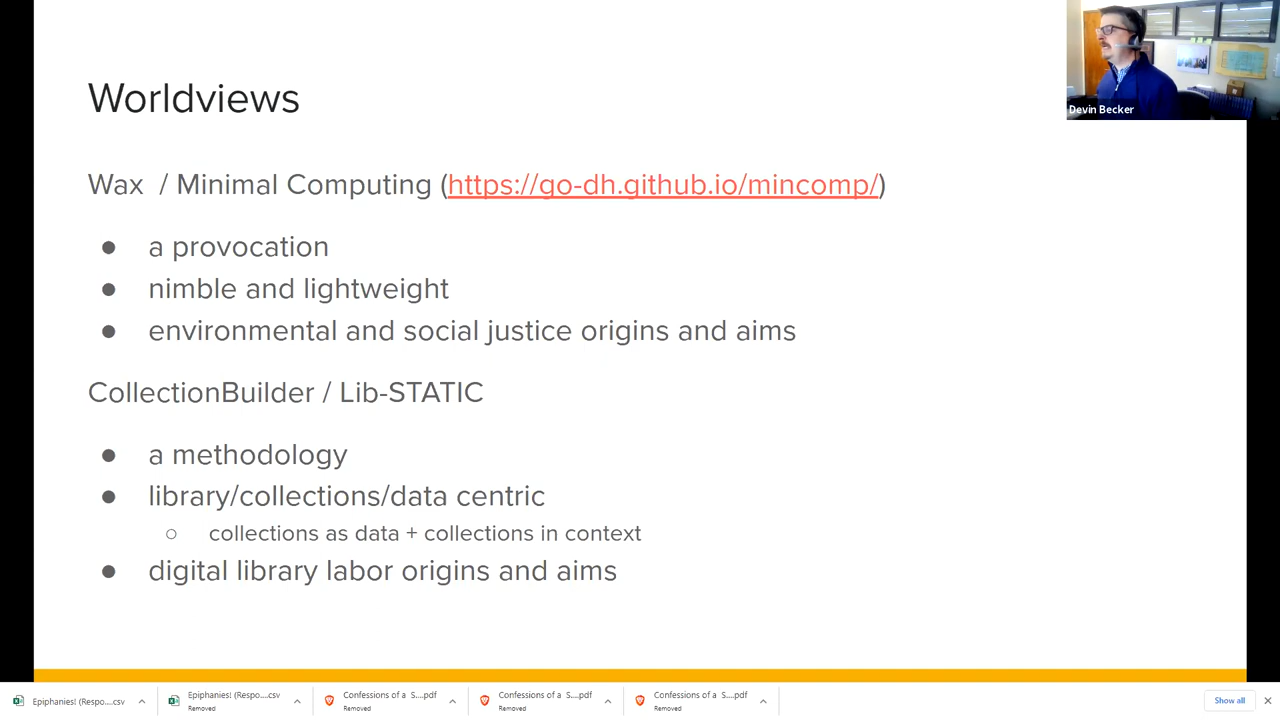 Worldviews
Devin Becker
Wax / Minimal Computing (https://go-dh.github.io/mincomp/)
● a provocation
● nimble and lightweight
● environmental and social justice origins and aims
CollectionBuilder / Lib-STATIC
● a methodology
● library/collections/data centric
○ collections as data + collections in context
● digital library labor origins and aims
Epiphanies! (Respo....csv
Epiphanies! (Respo....csv
Removed
Confessions of a S....pdf
Removed
Confessions of a S....pdf
Removed
Confessions of a S....pdf
Removed
Show all